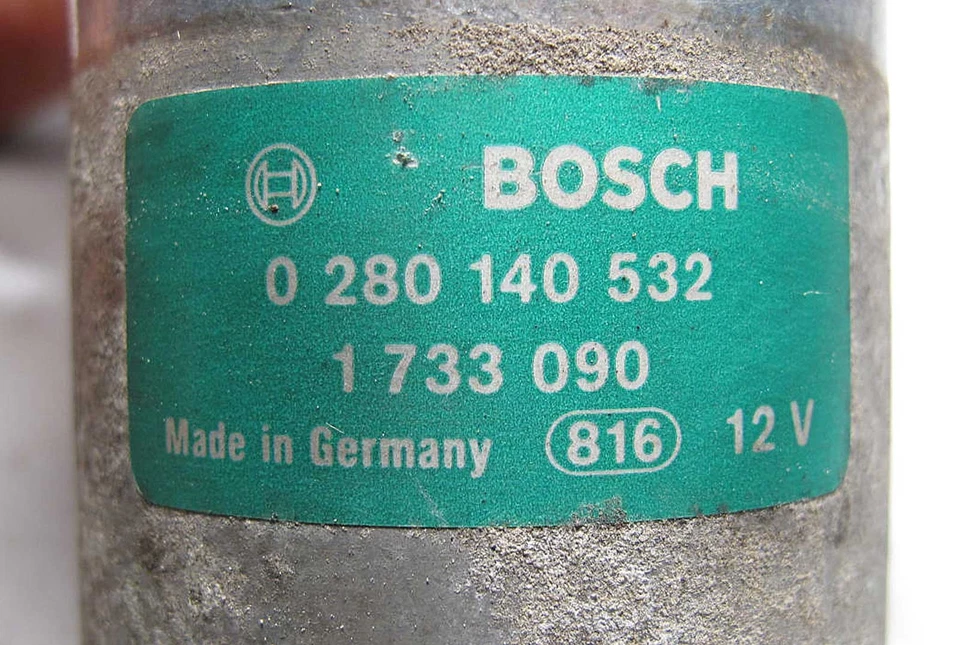 BOSCH
0 280 140 532
1 733 090
Made in Germany 816 12 V